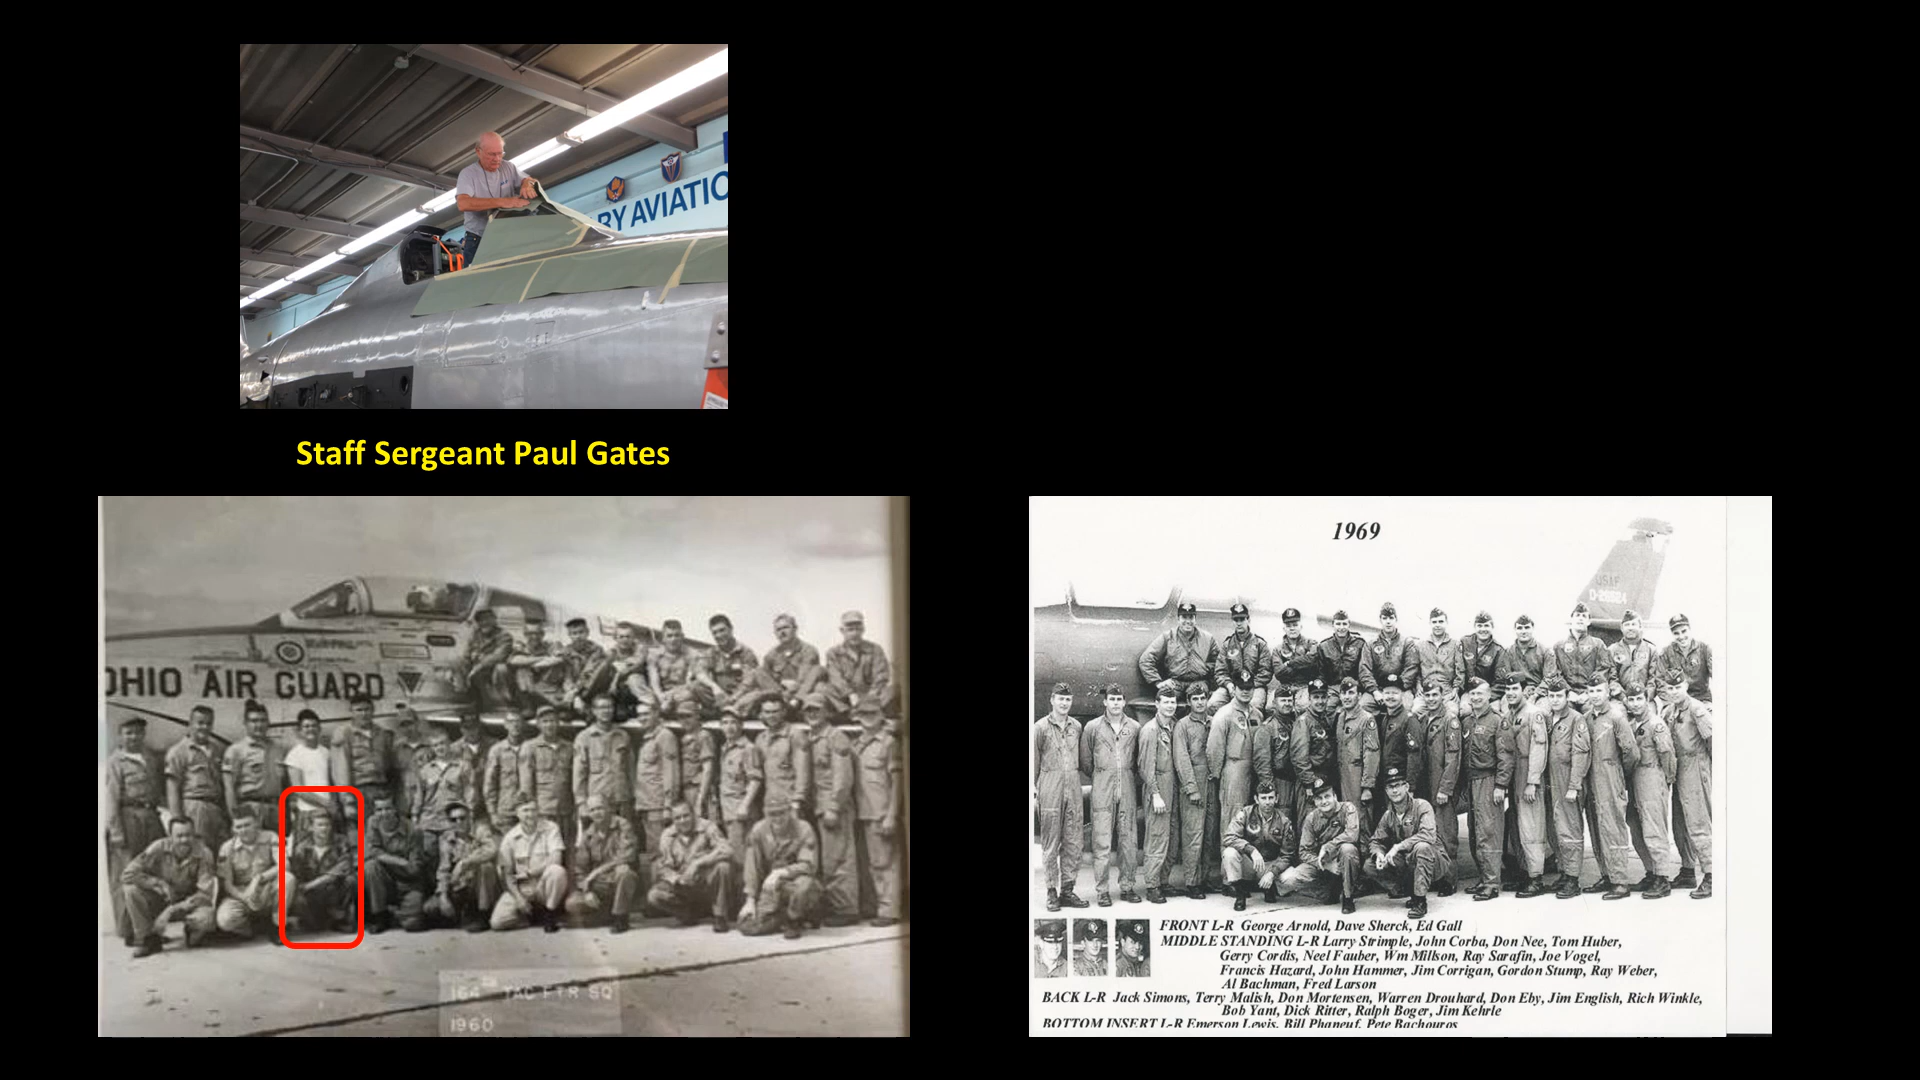 BY AVIATIO
Staff Sergeant Paul Gates
OHIO AIR GUARD
164TH TAC FTR SQ
1960
1969
USAF
FRONT L-R George Arnold, Dave Sherck, Ed Gall
MIDDLE STANDING L-R Larry Strimple, John Corba, Don Nee, Tom Huber,
Gerry Cordis, Neel Fauber, Wm Millson, Ray Sarafin, Joe Vogel,
Francis Hazard, John Hammer, Jim Corrigan, Gordon Stump, Ray Weber,
Al Bachman, Fred Larson
BACK L-R Jack Simons, Terry Malish, Don Mortensen, Warren Drouhard, Don Eby, Jim English, Rich Winkle,
Bob Yant, Dick Ritter, Ralph Boger, Jim Kehrle
BOTTOM INSERT L-R Emerson Lewis, Bill Phaneuf, Pete Bachouros